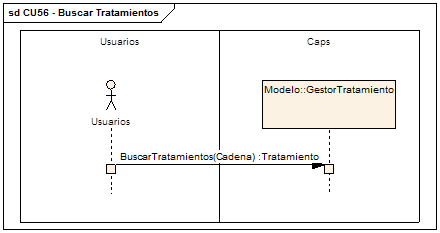 sd CU56 - Buscar Tratamientos
Usuarios
Caps
Modelo::GestorTratamiento
Usuarios
BuscarTratamientos(Cadena) :Tratamiento